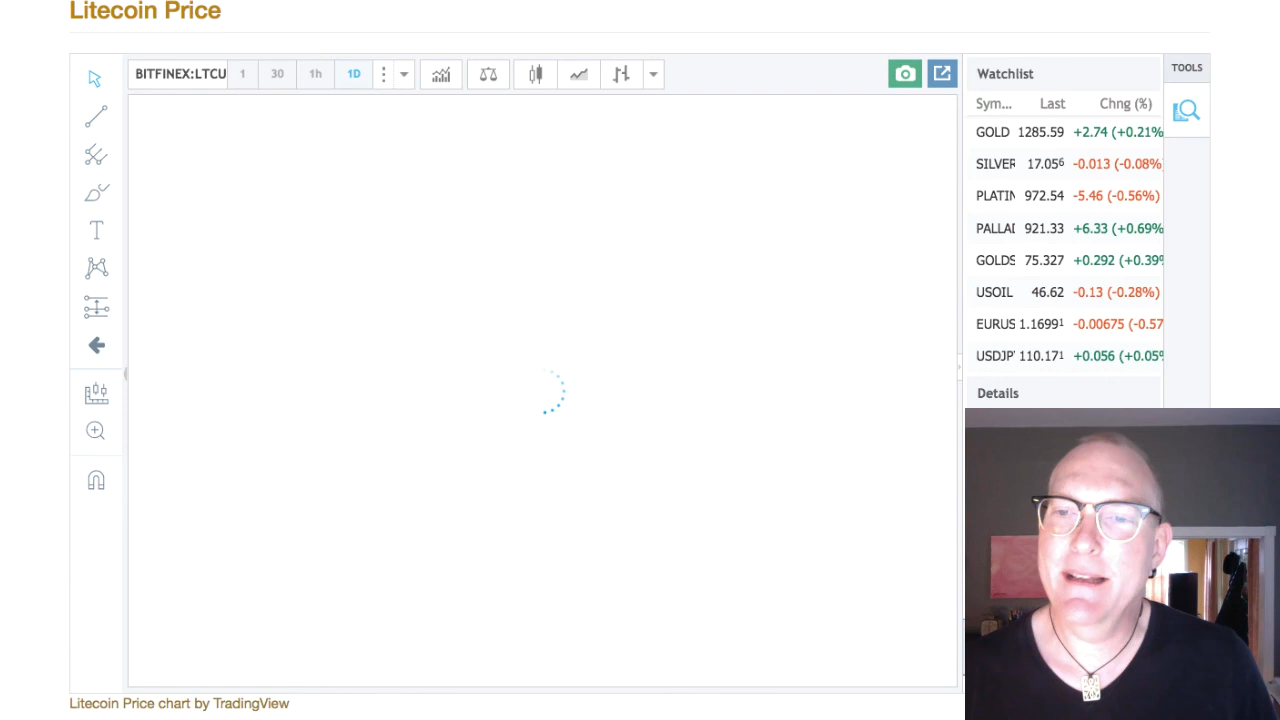 Litecoin Price
BITFINEX:LTCU 1 30 1h 1D
TOOLS
Watchlist
Sym... Last Chng (%)
GOLD 1285.59 +2.74 (+0.21%
SILVER 17.05⁶ -0.013 (-0.08%)
PLATIN 972.54 -5.46 (-0.56%)
PALLAI 921.33 +6.33 (+0.69%
GOLDS 75.327 +0.292 (+0.39%
USOIL 46.62 -0.13 (-0.28%)
EURUS 1.1699¹ -0.00675 (-0.57
USDJP 110.17¹ +0.056 (+0.05%
Details
Litecoin Price chart by TradingView